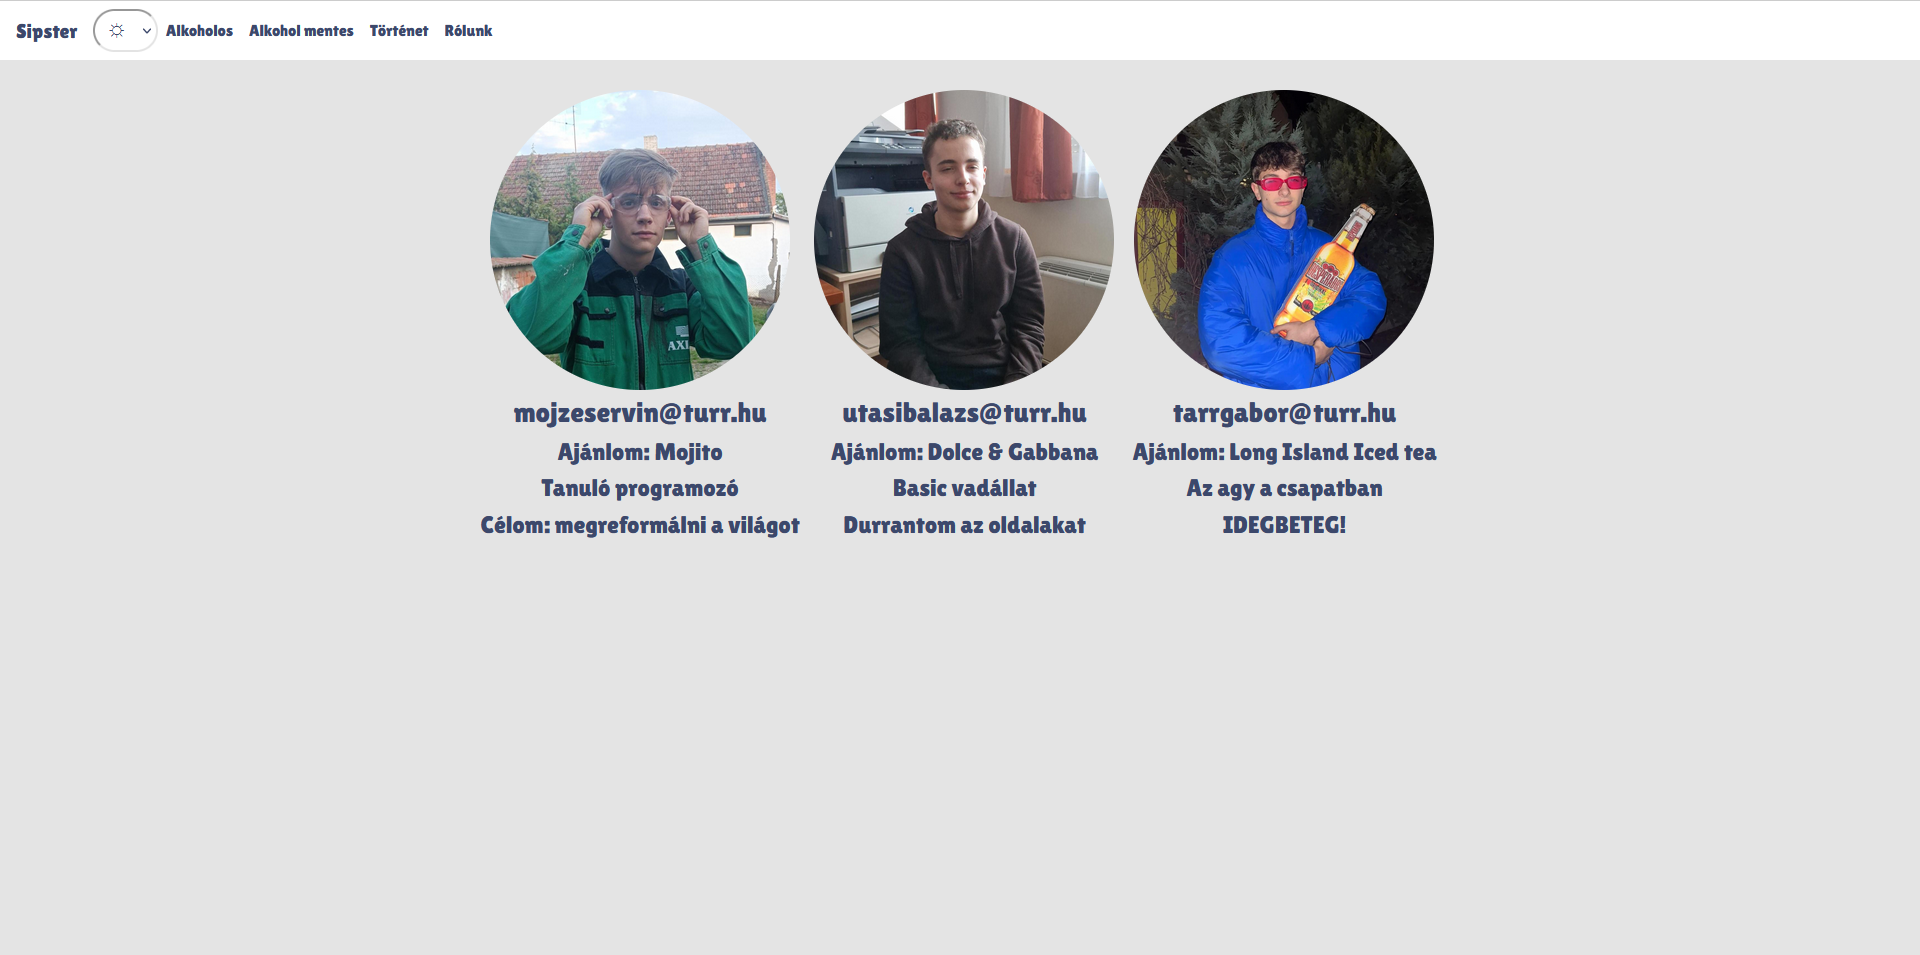 Sipster Alkoholos Alkohol mentes Történet Rólunk
AXI
DESPERADOS
mojzeservin@turr.hu
Ajánlom: Mojito
Tanuló programozó
Célom: megreformálni a világot
utasibalazs@turr.hu
Ajánlom: Dolce & Gabbana
Basic vadállat
Durrantom az oldalakat
tarrgabor@turr.hu
Ajánlom: Long Island Iced tea
Az agy a csapatban
IDEGBETEG!